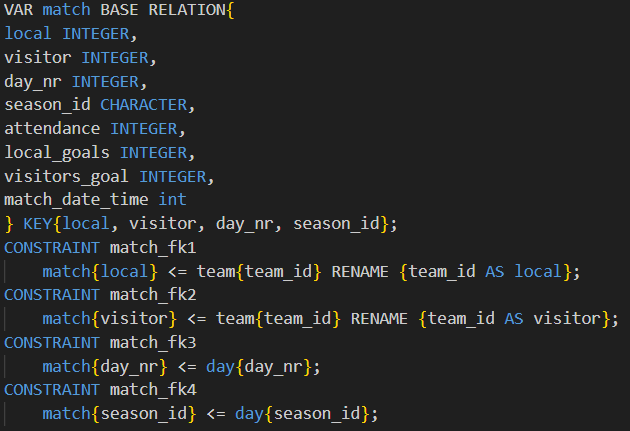 VAR match BASE RELATION{
local INTEGER,
visitor INTEGER,
day_nr INTEGER,
season_id CHARACTER,
attendance INTEGER,
local_goals INTEGER,
visitors_goal INTEGER,
match_date_time int
} KEY{local, visitor, day_nr, season_id};
CONSTRAINT match_fk1
    match{local} <= team{team_id} RENAME {team_id AS local};
CONSTRAINT match_fk2
    match{visitor} <= team{team_id} RENAME {team_id AS visitor};
CONSTRAINT match_fk3
    match{day_nr} <= day{day_nr};
CONSTRAINT match_fk4
    match{season_id} <= day{season_id};